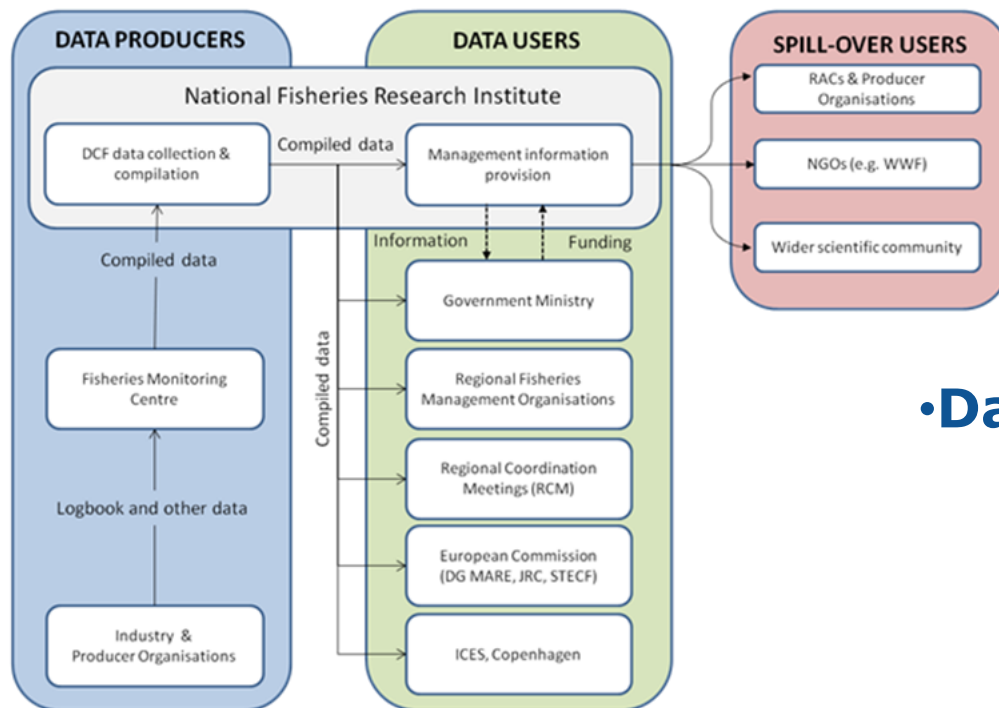 DATA PRODUCERS
DATA USERS
SPILL-OVER USERS
National Fisheries Research Institute
DCF data collection &
compilation
Compiled data
Management information
provision
RACs & Producer
Organisations
NGOs (e.g. WWF)
Wider scientific community
Information
Funding
Compiled data
Government Ministry
Fisheries Monitoring
Centre
Compiled data
Regional Fisheries
Management Organisations
•Da
Regional Coordination
Meetings (RCM)
Logbook and other data
European Commission
(DG MARE, JRC, STECF)
Industry &
Producer Organisations
ICES, Copenhagen